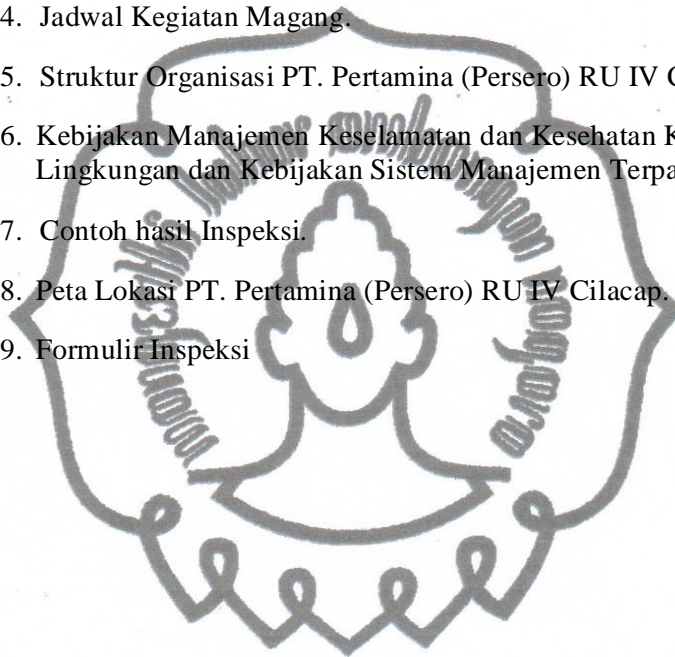 4. Jadwal Kegiatan Magang.
5. Struktur Organisasi PT. Pertamina (Persero) RU IV C
6. Kebijakan Manajemen Keselamatan dan Kesehatan K
Lingkungan dan Kebijakan Sistem Manajemen Terpa
7. Contoh hasil Inspeksi.
8. Peta Lokasi PT. Pertamina (Persero) RU IV Cilacap.
9. Formulir Inspeksi